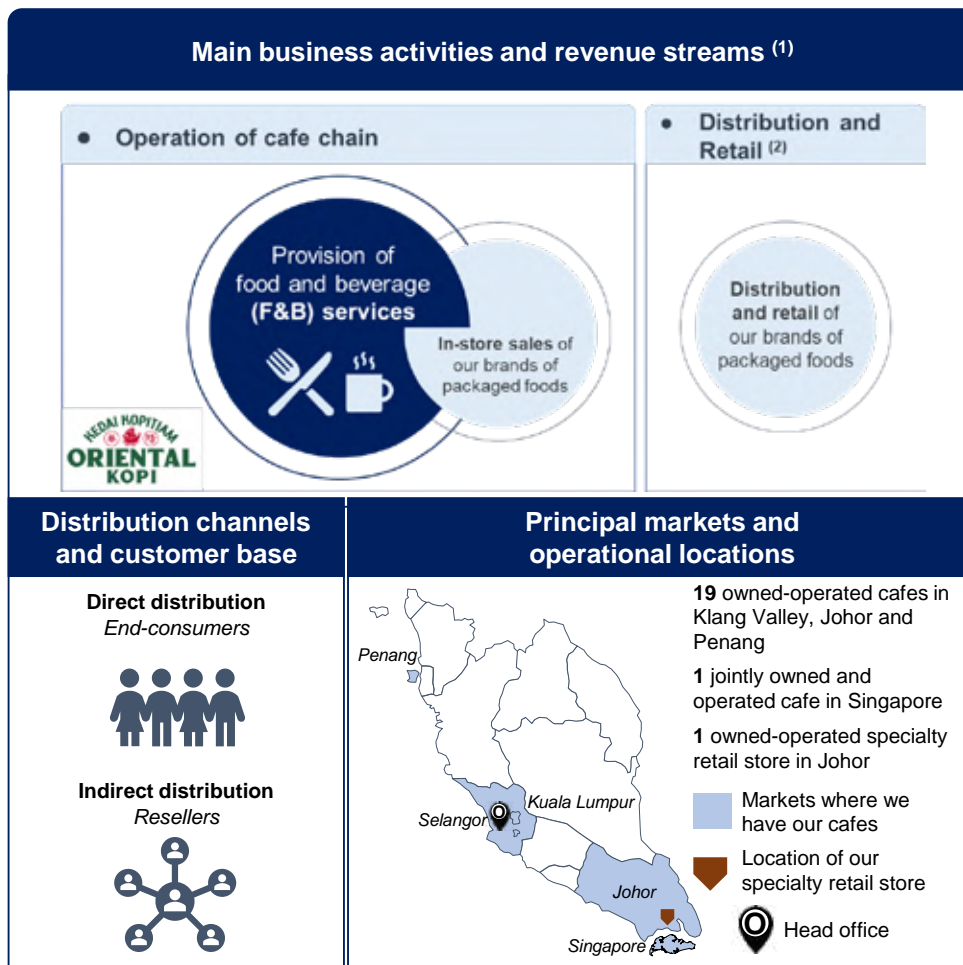 Main business activities and revenue streams (1)
● Operation of cafe chain
● Distribution and
Retail (2)
Provision of
food and beverage
(F&B) services
In-store sales of
our brands of
packaged foods
Distribution
and retail of
our brands of
packaged foods
KEDAI KOPITIAM
ORIENTAL
KOPI
Distribution channels
and customer base
Direct distribution
End-consumers
Indirect distribution
Resellers
Principal markets and
operational locations
Penang
Selangor
Kuala Lumpur
Johor
Singapore
19 owned-operated cafes in
Klang Valley, Johor and
Penang
1 jointly owned and
operated cafe in Singapore
1 owned-operated specialty
retail store in Johor
Markets where we
have our cafes
Location of our
specialty retail store
Head office